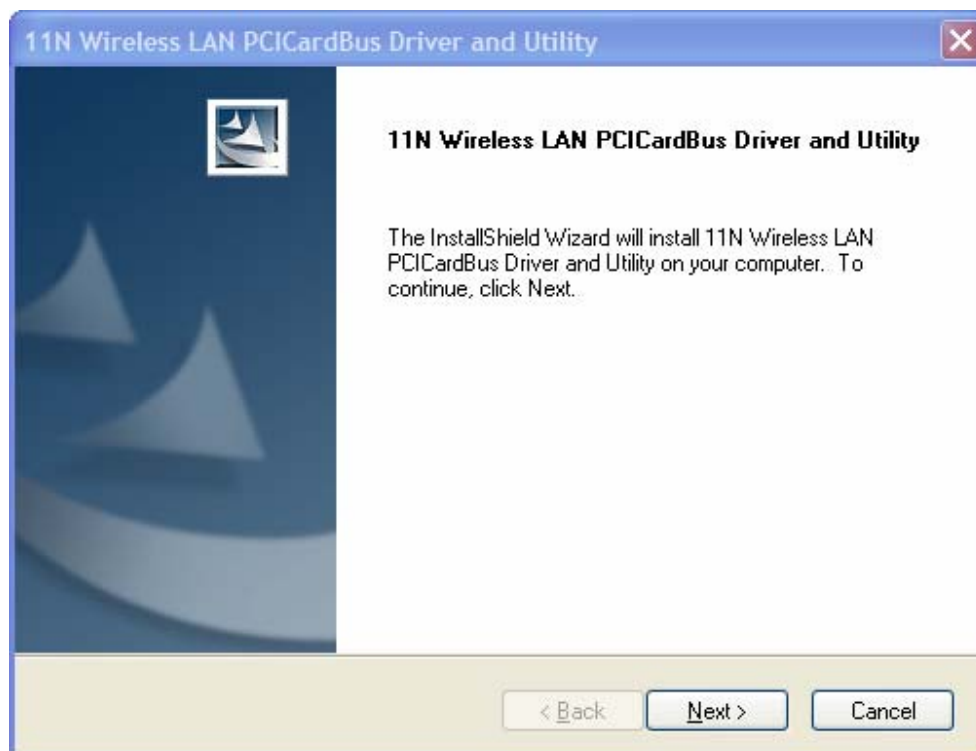 11N Wireless LAN PCICardBus Driver and Utility
11N Wireless LAN PCICardBus Driver and Utility
The InstallShield Wizard will install 11N Wireless LAN
PCICardBus Driver and Utility on your computer.  To
continue, click Next.
< Back
Next >
Cancel